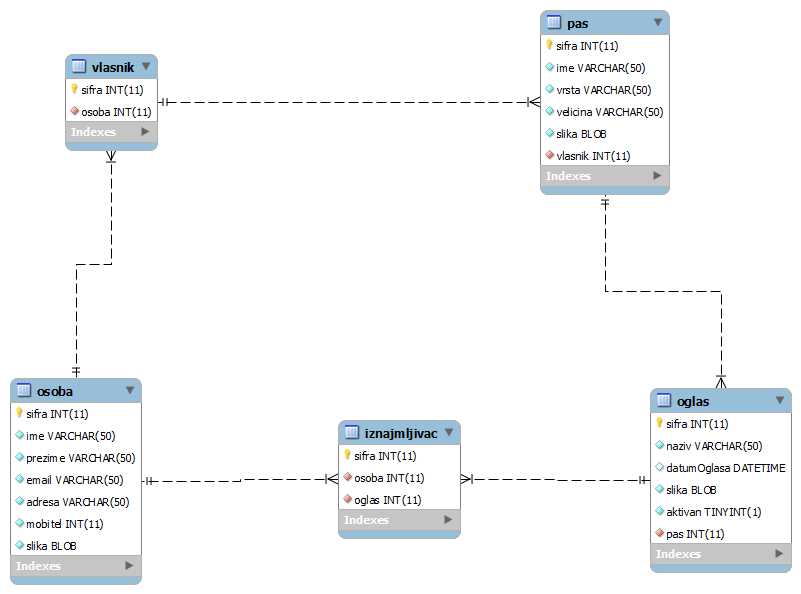 vlasnik
sifra INT(11)
osoba INT(11)
Indexes
pas
sifra INT(11)
ime VARCHAR(50)
vrsta VARCHAR(50)
velicina VARCHAR(50)
slika BLOB
vlasnik INT(11)
Indexes
osoba
sifra INT(11)
ime VARCHAR(50)
prezime VARCHAR(50)
email VARCHAR(50)
adresa VARCHAR(50)
mobitel INT(11)
slika BLOB
Indexes
iznajmljivac
sifra INT(11)
osoba INT(11)
oglas INT(11)
Indexes
oglas
sifra INT(11)
naziv VARCHAR(50)
datumOglasa DATETIME
slika BLOB
aktivan TINYINT(1)
pas INT(11)
Indexes